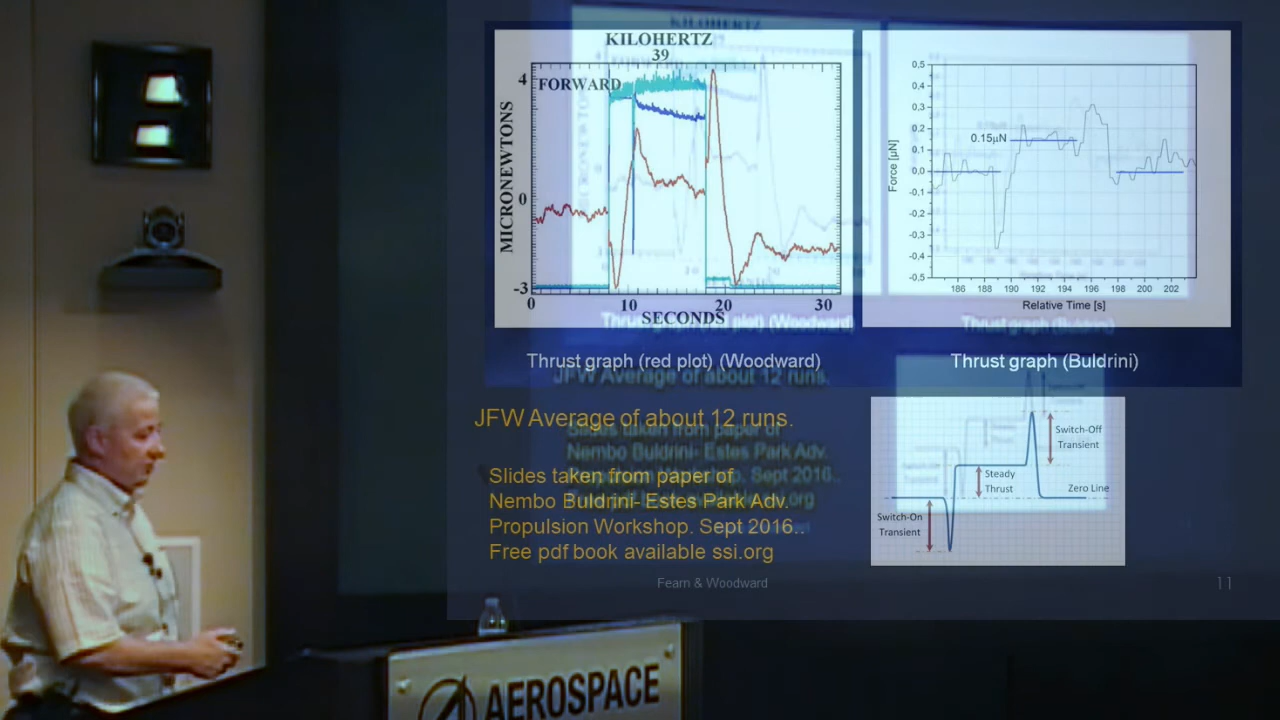 KILOHERTZ
39
4
FORWARD
MICRONEWTONS
0
-3
0
10
20
30
SECONDS
Thrust graph (red plot) (Woodward)
0,5
0,4
0,3
0,2
0,1
0,0
-0,1
-0,2
-0,3
-0,4
-0,5
0.15µN
Force [µN]
186 188 190 192 194 196 198 200 202
Relative Time [s]
Thrust graph (Buldrini)
JFW Average of about 12 runs.
Slides taken from paper of
Nembo Buldrini- Estes Park Adv.
Propulsion Workshop. Sept 2016..
Free pdf book available ssi.org
Switch-Off
Transient
Steady
Thrust
Zero Line
Switch-On
Transient
Fearn & Woodward
11
AEROSPACE